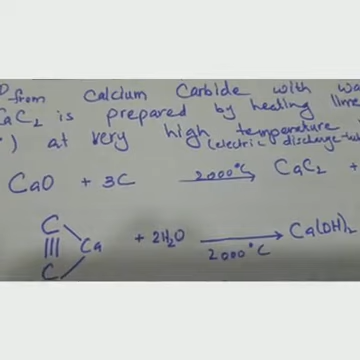 from Calcium Carbide with
CaC2 is prepared by heating lime
) at very high temperature
(electric discharge
CaO + 3C 2000°C CaC2 +
C
||| Ca + 2H2O 2000°C Ca(OH)2
C